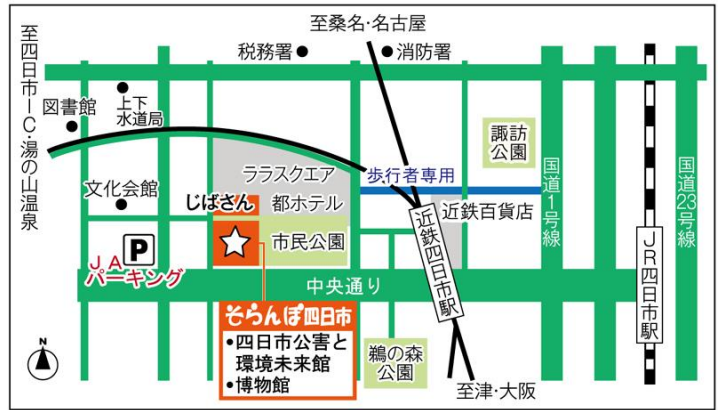 至桑名・名古屋
税務署
消防署
至四日市IC・湯の山温泉
図書館
上下
水道局
諏訪
公園
ララスクエア
歩行者専用
文化会館
じばさん
都ホテル
近鉄百貨店
国道1号線
国道23号線
市民公園
近鉄四日市駅
JR四日市駅
P
JA
パーキング
中央通り
そらんぽ四日市
•四日市公害と
環境未来館
•博物館
鵜の森
公園
N
至津・大阪